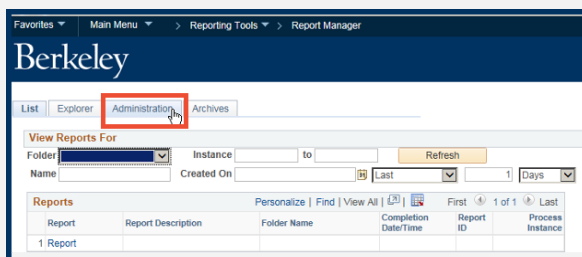 Favorites Main Menu > Reporting Tools > Report Manager
Berkeley
List Explorer Administration Archives
View Reports For
Folder Instance to Refresh
Name Created On Last 1 Days
Reports Personalize | Find | View All | First 1 of 1 Last
Report Report Description Folder Name Completion Date/Time Report ID Process Instance
1 Report